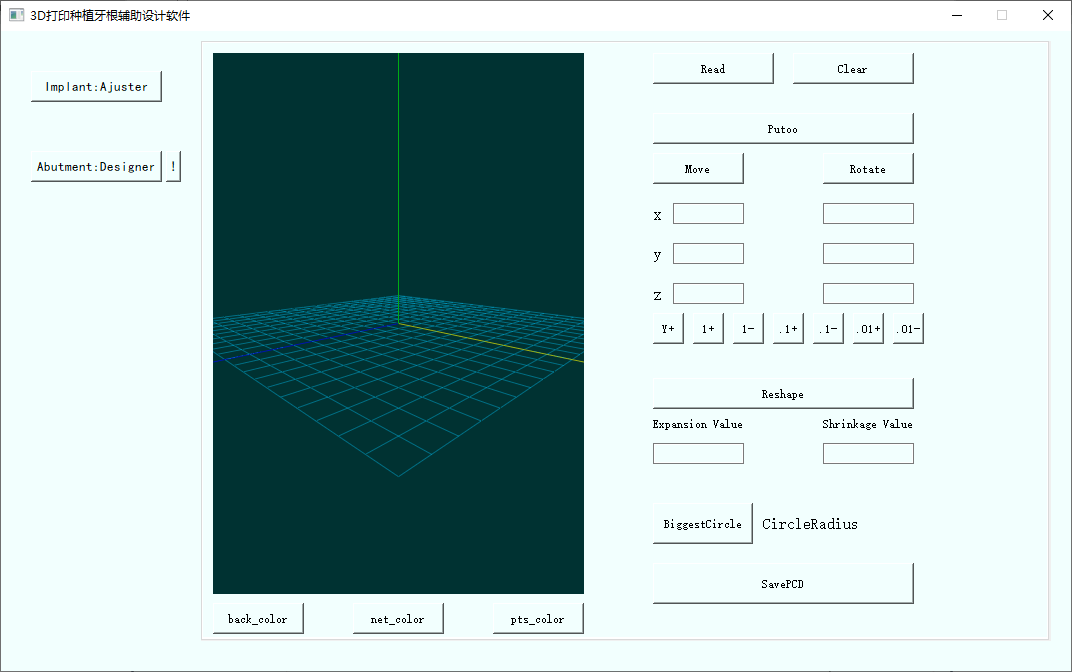 3D打印种植牙根辅助设计软件
Implant:Ajuster
Abutment:Designer !
Read Clear
Putoo
Move Rotate
x
y
z
Y+ 1+ 1- .1+ .1- .01+ .01-
Reshape
Expansion Value Shrinkage Value
BiggestCircle CircleRadius
SavePCD
back_color net_color pts_color